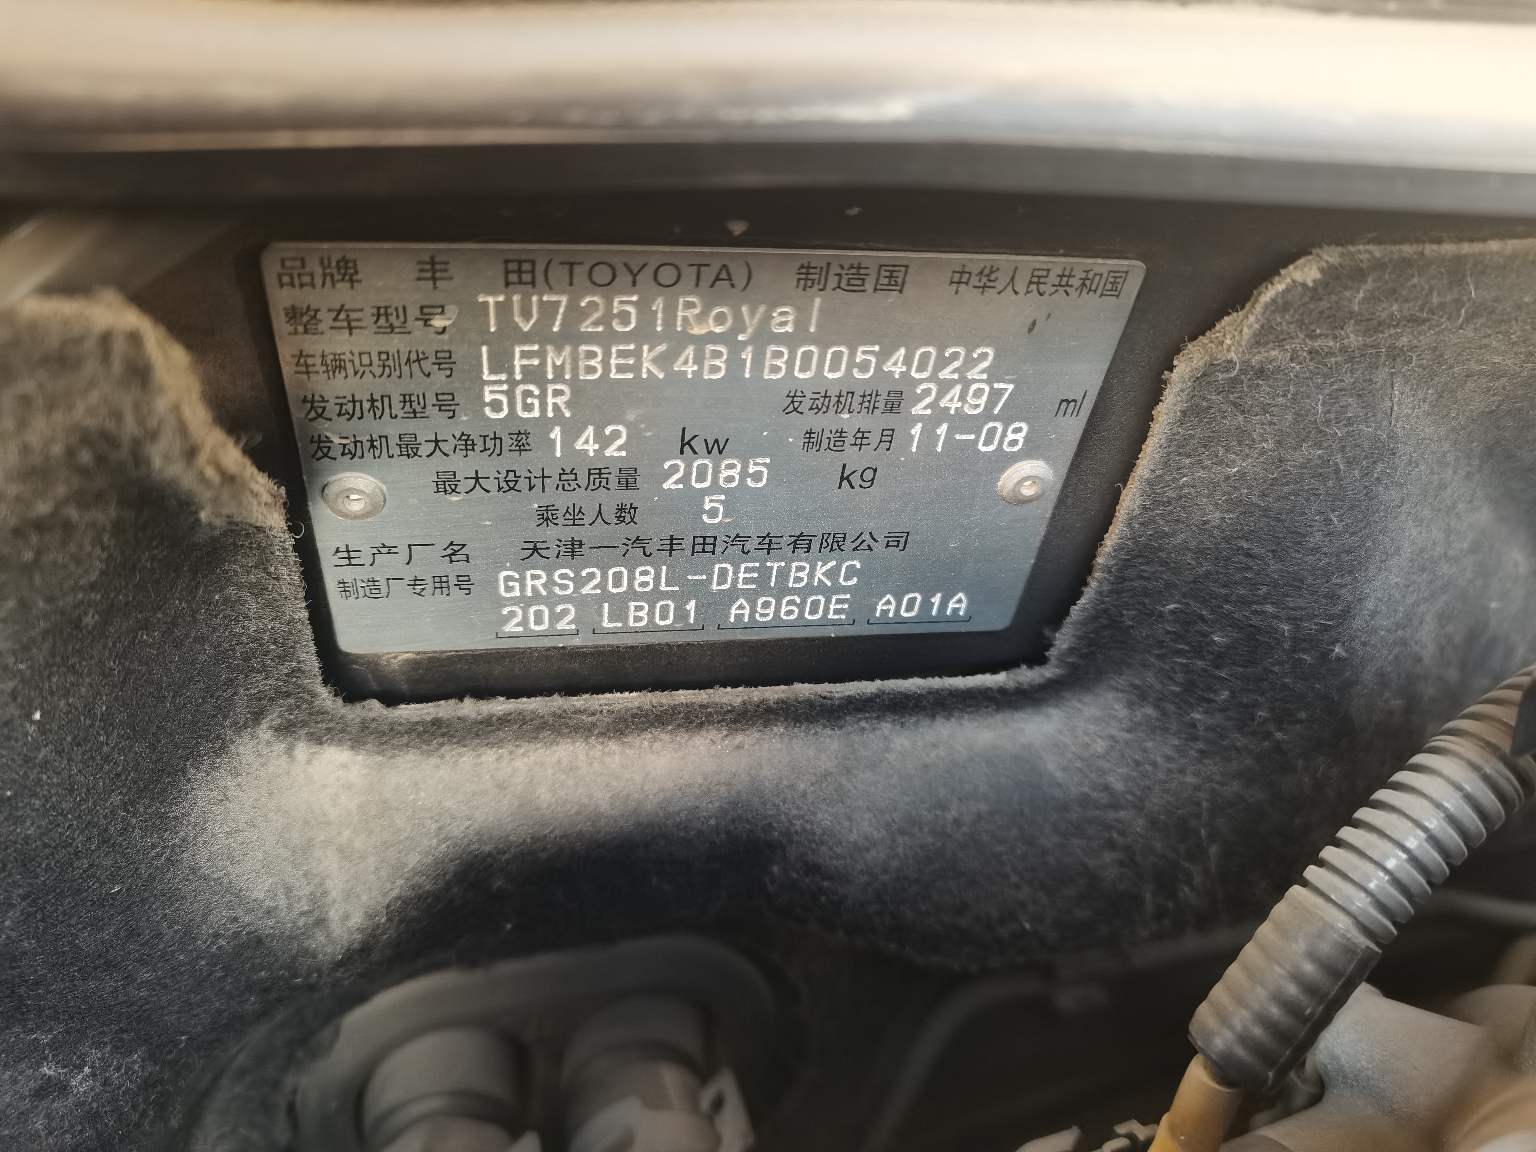 品牌 丰 田(TOYOTA) 制造国 中华人民共和国
整车型号 TV7251Royal
车辆识别代号 LFMBEK4B1B0054022
发动机型号 5GR 发动机排量 2497 ml
发动机最大净功率 142 kw 制造年月 11-08
最大设计总质量 2085 kg
乘坐人数 5
生产厂名 天津一汽丰田汽车有限公司
制造厂专用号 GRS208L-DETBKC
202 LB01 A960E A01A